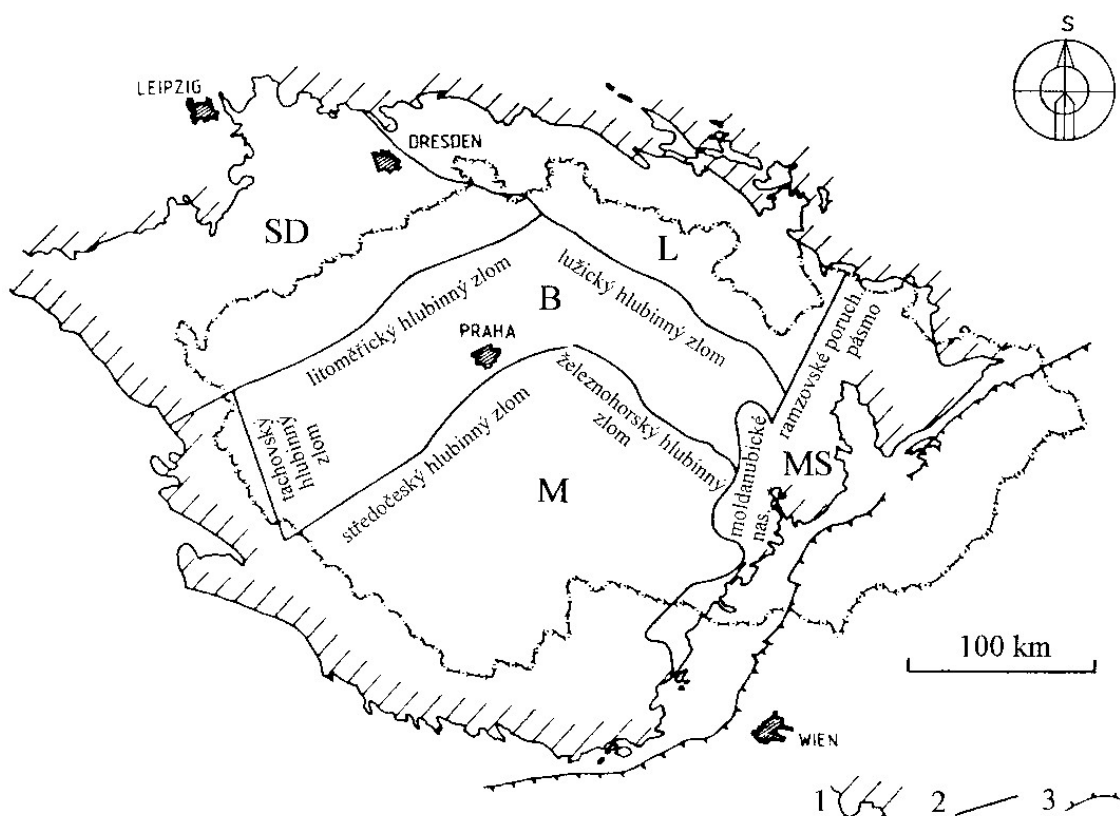 S
LEIPZIG
DRESDEN
SD
L
litoměřický hlubinný zlom
B
lužický hlubinný zlom
PRAHA
ramzovské poruch.
pásmo
tachovský
hlubinný
zlom
středočeský hlubinný zlom
železnohorský hlubinný
zlom
M
moldanubické
nas.
MS
100 km
WIEN
1
2
3